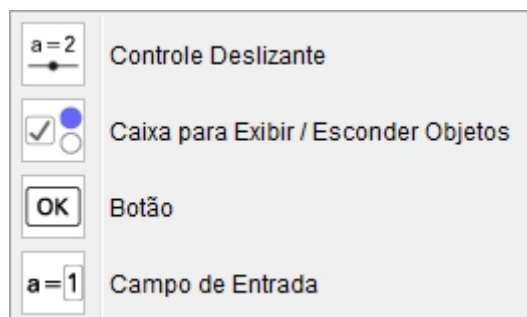 a = 2 Controle Deslizante
Caixa para Exibir / Esconder Objetos
OK Botão
a = 1 Campo de Entrada